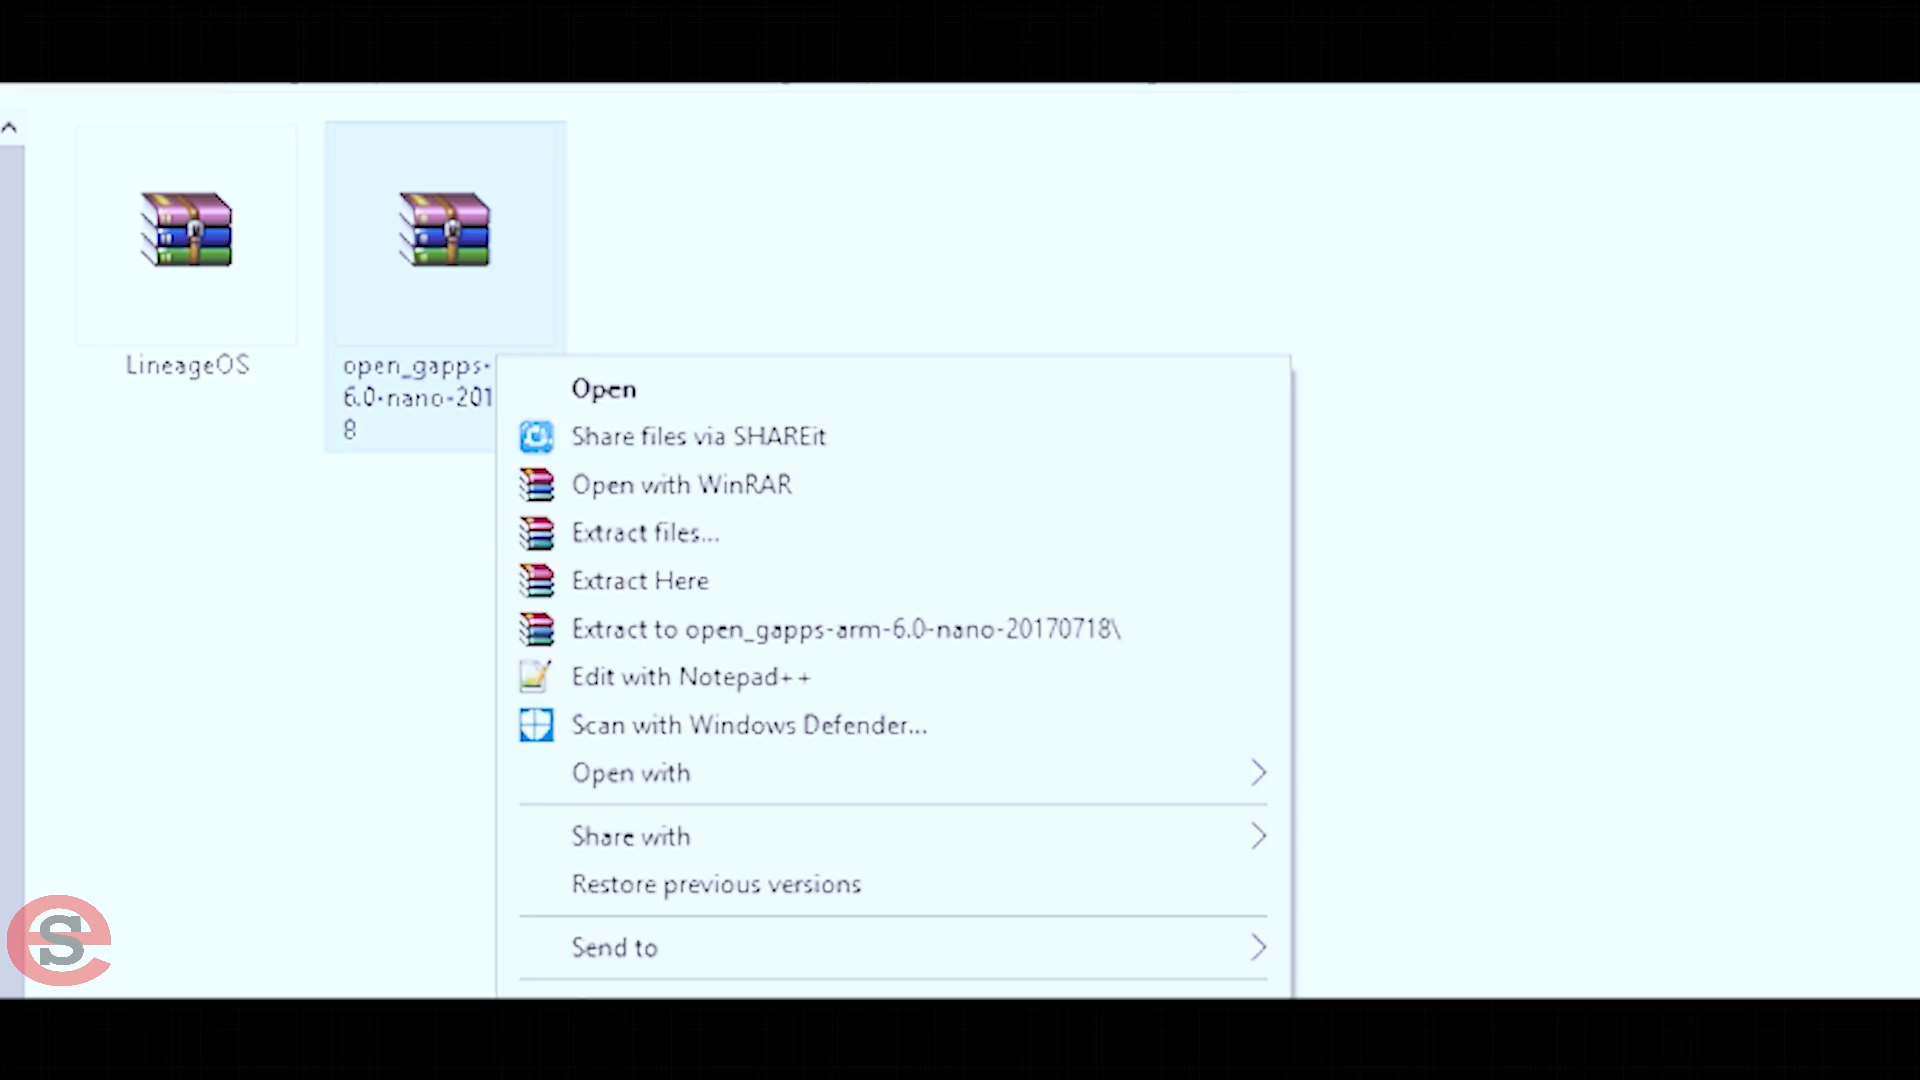 LineageOS
open_gapps-
6.0-nano-201
8
Open
Share files via SHAREit
Open with WinRAR
Extract files...
Extract Here
Extract to open_gapps-arm-6.0-nano-20170718\
Edit with Notepad++
Scan with Windows Defender...
Open with
Share with
Restore previous versions
Send to
es